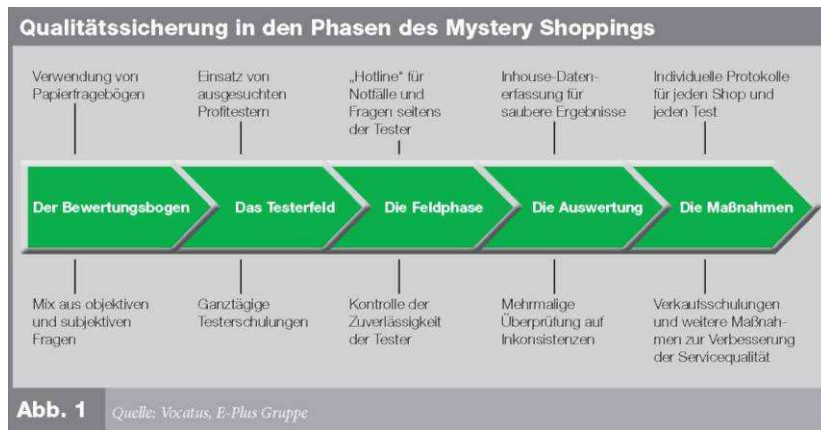 Qualitätssicherung in den Phasen des Mystery Shoppings
Verwendung von
Papierfragebögen
Einsatz von
ausgesuchten
Profitestern
„Hotline“ für
Notfälle und
Fragen seitens
der Tester
Inhouse-Daten-
erfassung für
saubere Ergebnisse
Individuelle Protokolle
für jeden Shop und
jeden Test
Der Bewertungsbogen
Das Testerfeld
Die Feldphase
Die Auswertung
Die Maßnahmen
Mix aus objektiven
und subjektiven
Fragen
Ganztägige
Testerschulungen
Kontrolle der
Zuverlässigkeit
der Tester
Mehrmalige
Überprüfung auf
Inkonsistenzen
Verkaufsschulungen
und weitere Maßnah-
men zur Verbesserung
der Servicequalität
Abb. 1 Quelle: Vocatus, E-Plus Gruppe